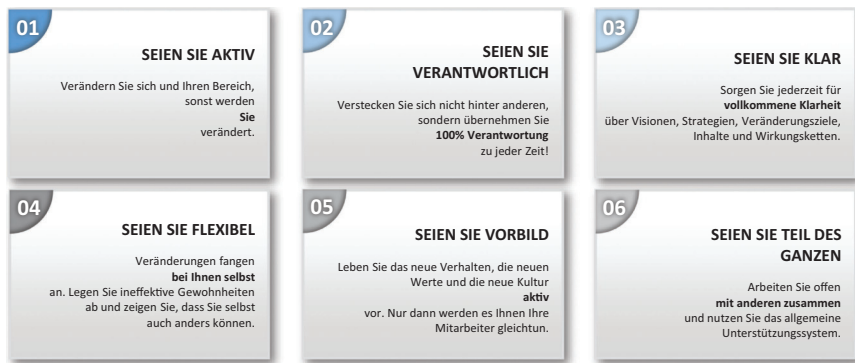 01
SEIEN SIE AKTIV
Verändern Sie sich und Ihren Bereich,
sonst werden
Sie
verändert.
02
SEIEN SIE
VERANTWORTLICH
Verstecken Sie sich nicht hinter anderen,
sondern übernehmen Sie
100% Verantwortung
zu jeder Zeit!
03
SEIEN SIE KLAR
Sorgen Sie jederzeit für
vollkommene Klarheit
über Visionen, Strategien, Veränderungsziele,
Inhalte und Wirkungsketten.
04
SEIEN SIE FLEXIBEL
Veränderungen fangen
bei Ihnen selbst
an. Legen Sie ineffektive Gewohnheiten
ab und zeigen Sie, dass Sie selbst
auch anders können.
05
SEIEN SIE VORBILD
Leben Sie das neue Verhalten, die neuen
Werte und die neue Kultur
aktiv
vor. Nur dann werden es Ihnen Ihre
Mitarbeiter gleichtun.
06
SEIEN SIE TEIL DES
GANZEN
Arbeiten Sie offen
mit anderen zusammen
und nutzen Sie das allgemeine
Unterstützungssystem.